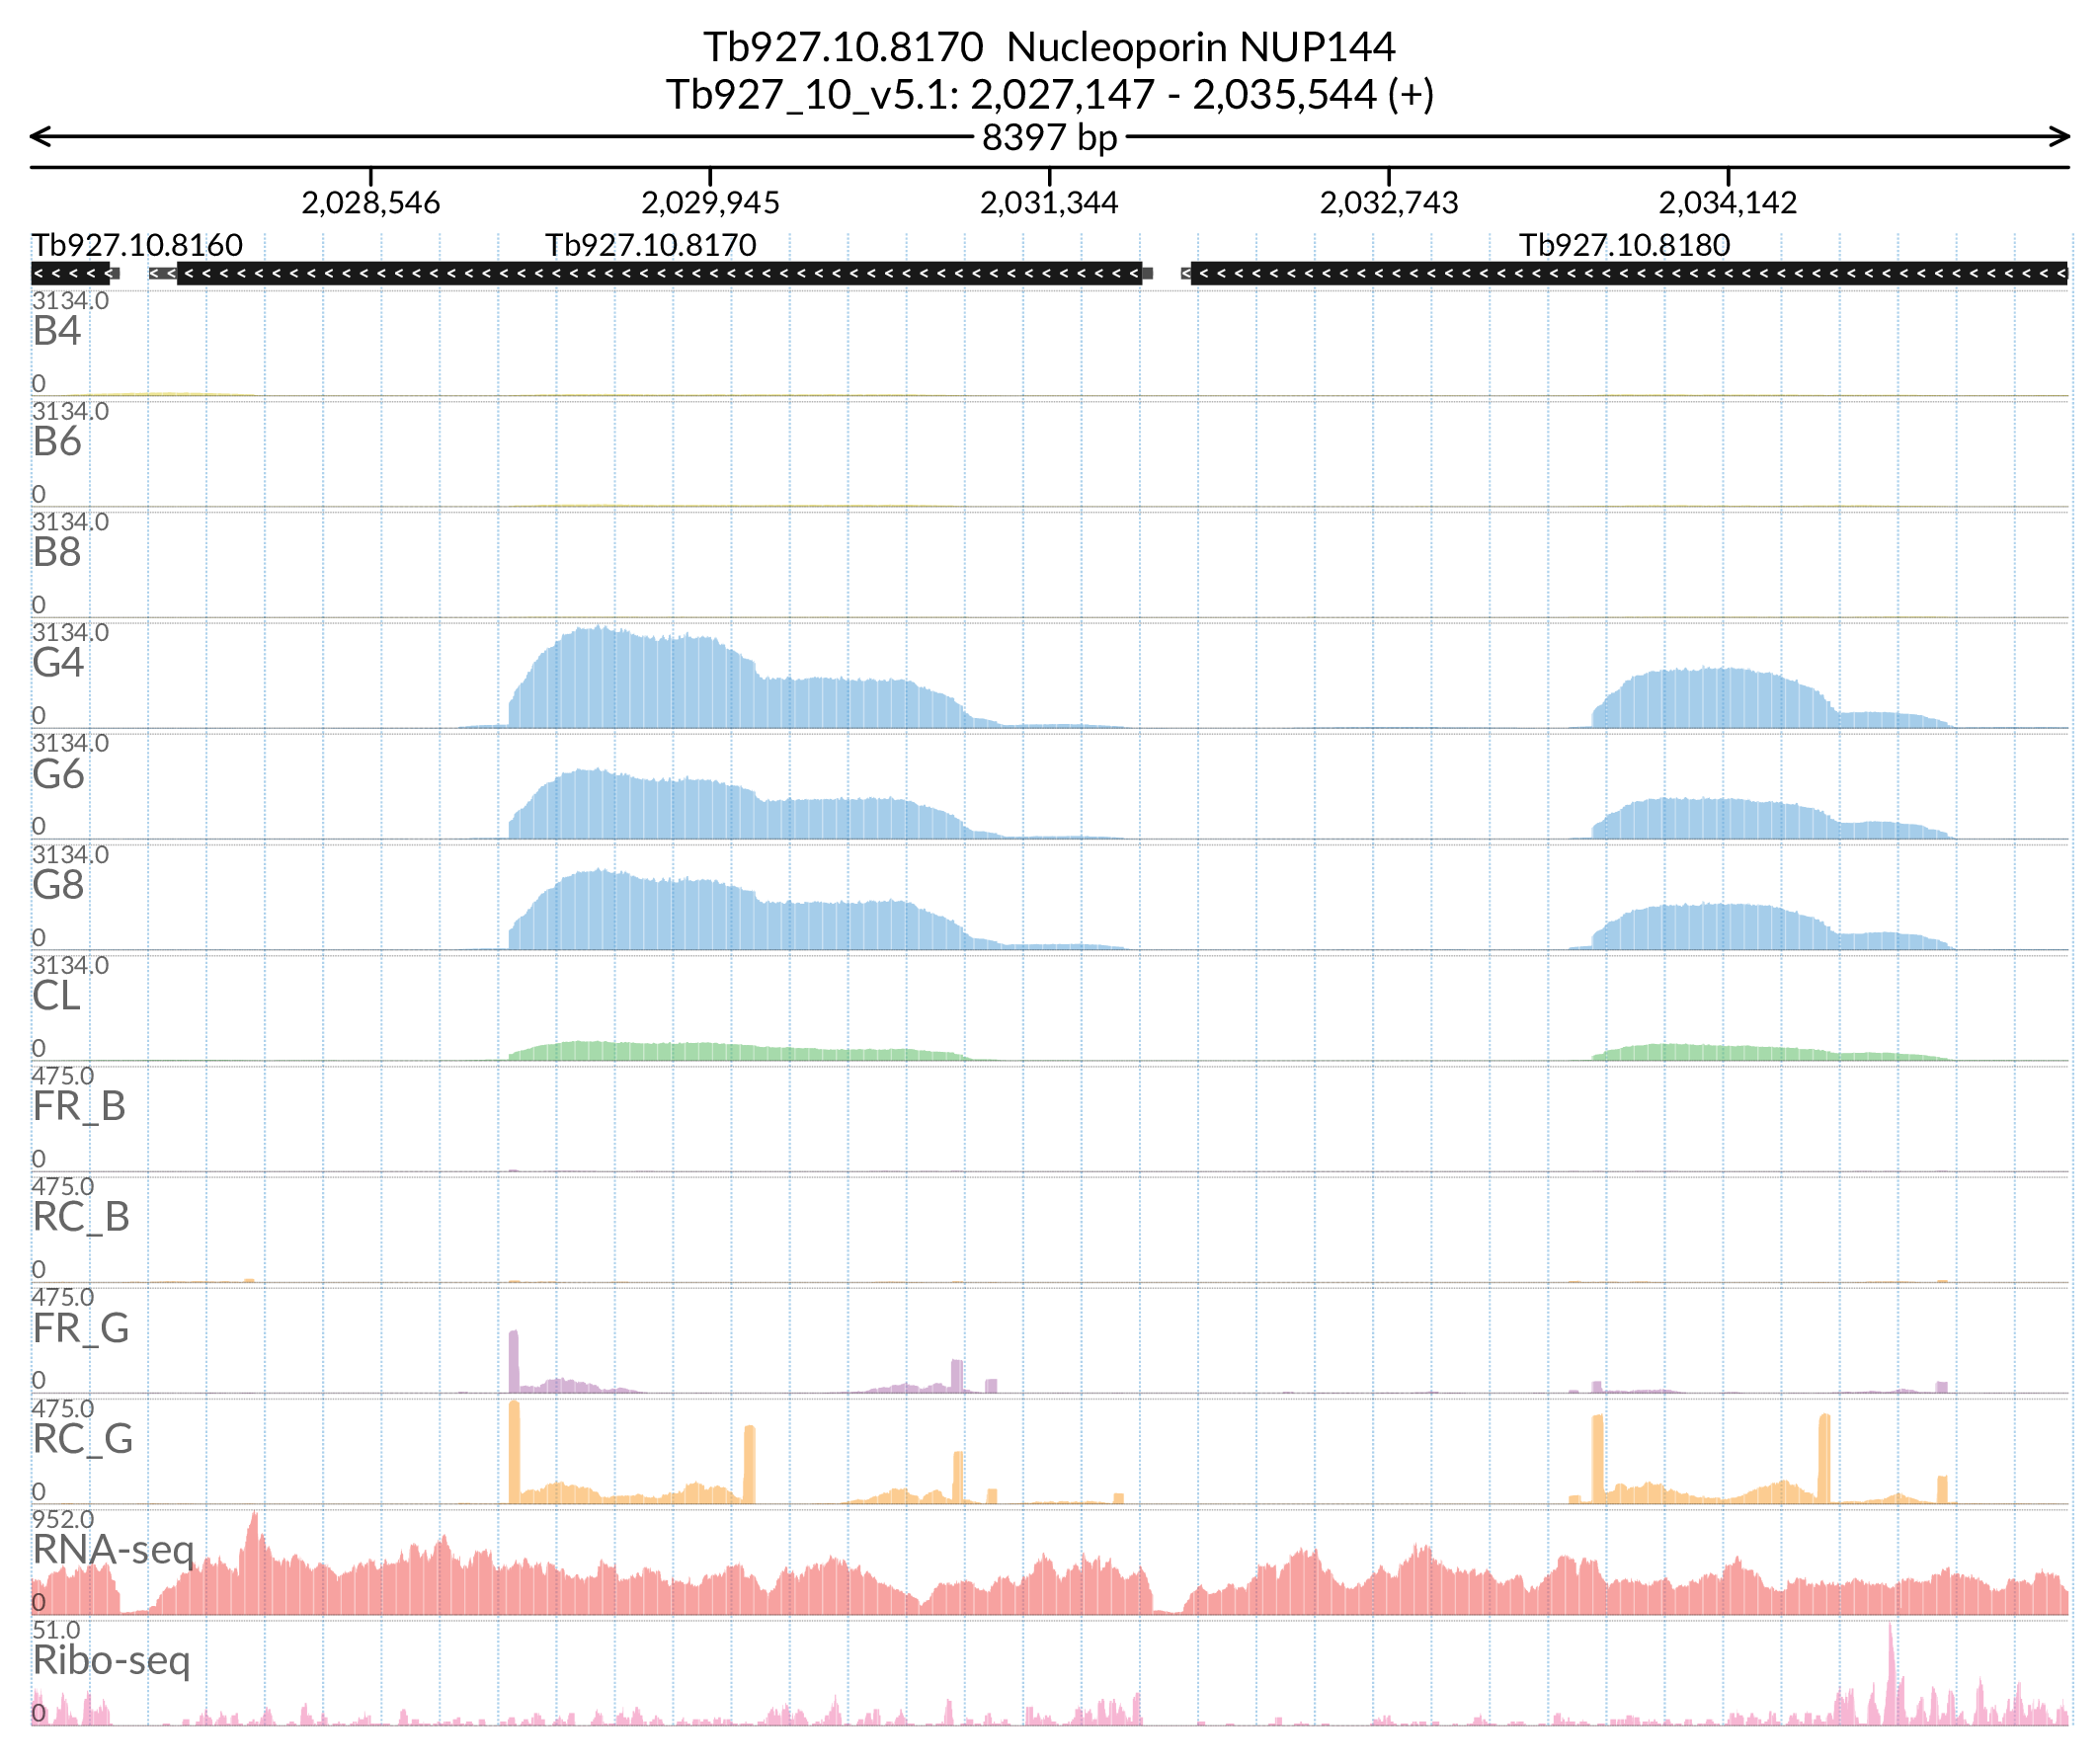 Tb927.10.8170 Nucleoporin NUP144
Tb927_10_v5.1: 2,027,147 - 2,035,544 (+)
8397 bp
2,028,546 2,029,945 2,031,344 2,032,743 2,034,142
Tb927.10.8160 Tb927.10.8170 Tb927.10.8180
3134.0
B4
0
3134.0
B6
0
3134.0
B8
0
3134.0
G4
0
3134.0
G6
0
3134.0
G8
0
3134.0
CL
0
475.0
FR_B
0
475.0
RC_B
0
475.0
FR_G
0
475.0
RC_G
0
952.0
RNA-seq
0
51.0
Ribo-seq
0